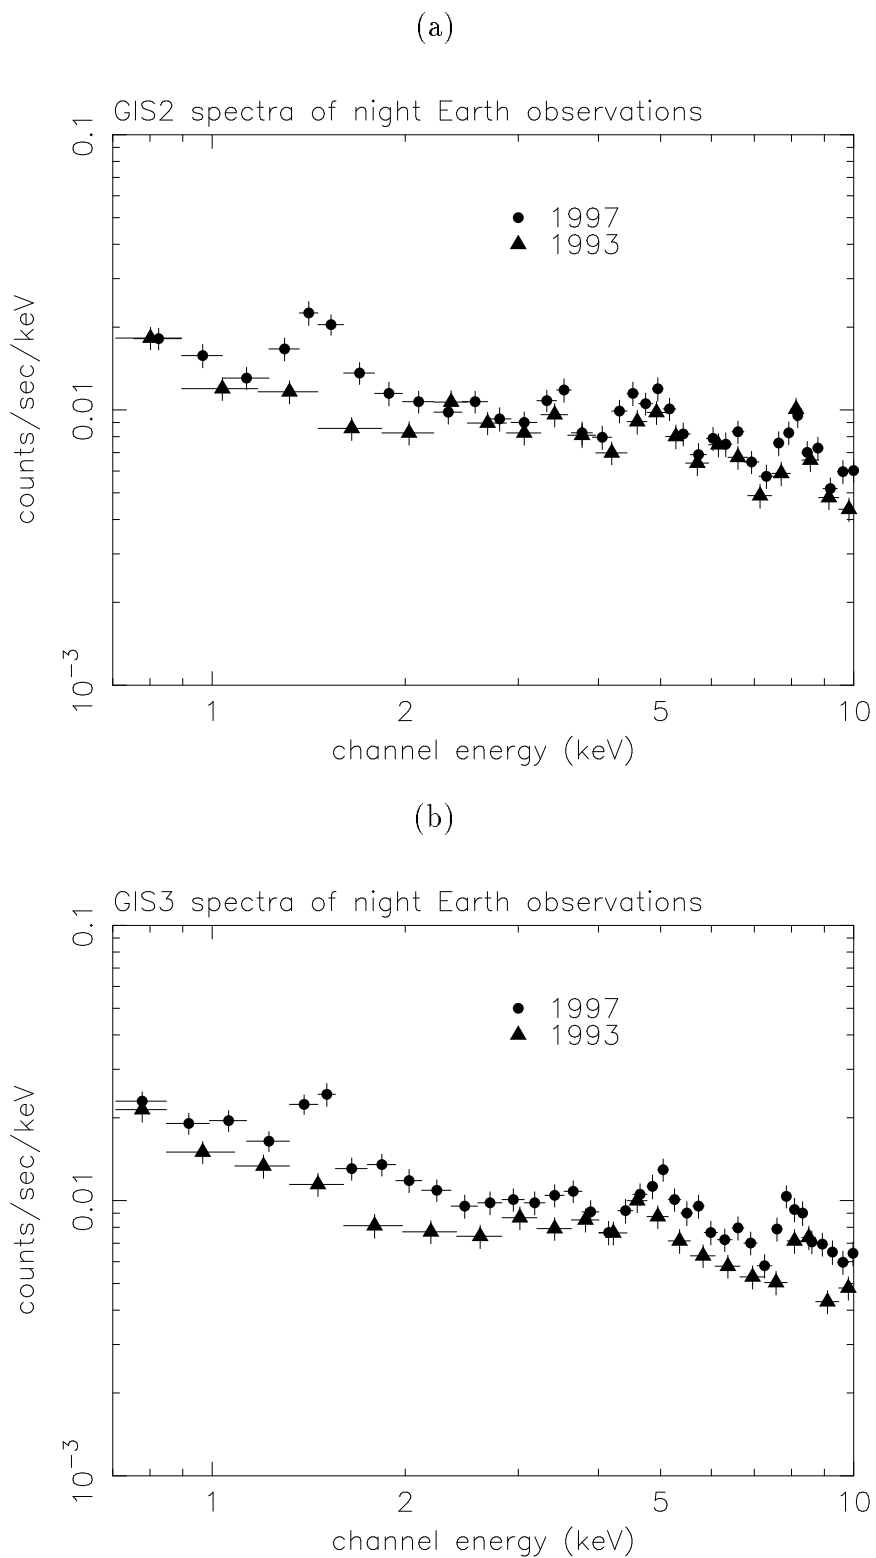 (a)
GIS2 spectra of night Earth observations
0.1
1997
1993
0.01
counts/sec/keV
10⁻³
1 2 5 10
channel energy (keV)
(b)
GIS3 spectra of night Earth observations
0.1
1997
1993
0.01
counts/sec/keV
10⁻³
1 2 5 10
channel energy (keV)